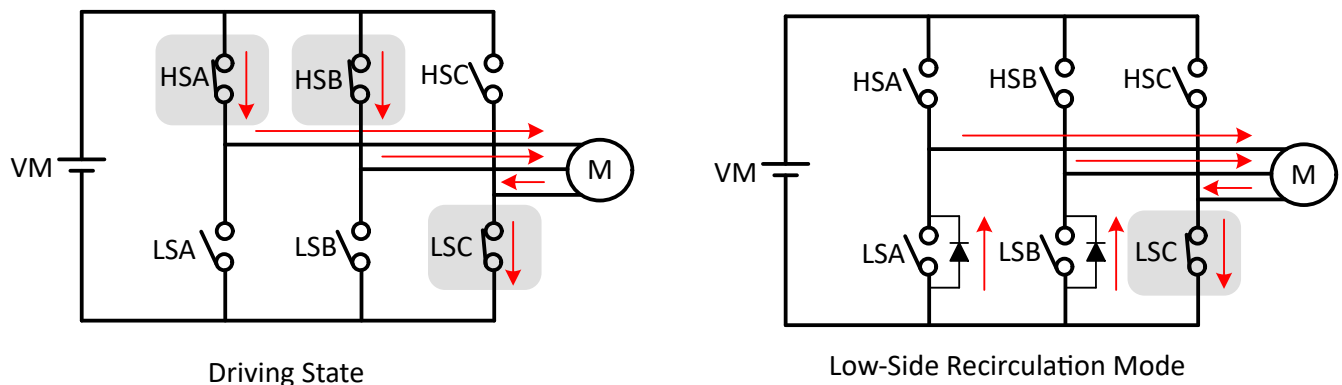 HSA
HSB
HSC
VM
M
LSA
LSB
LSC
Driving State
HSA
HSB
HSC
VM
M
LSA
LSB
LSC
Low-Side Recirculation Mode